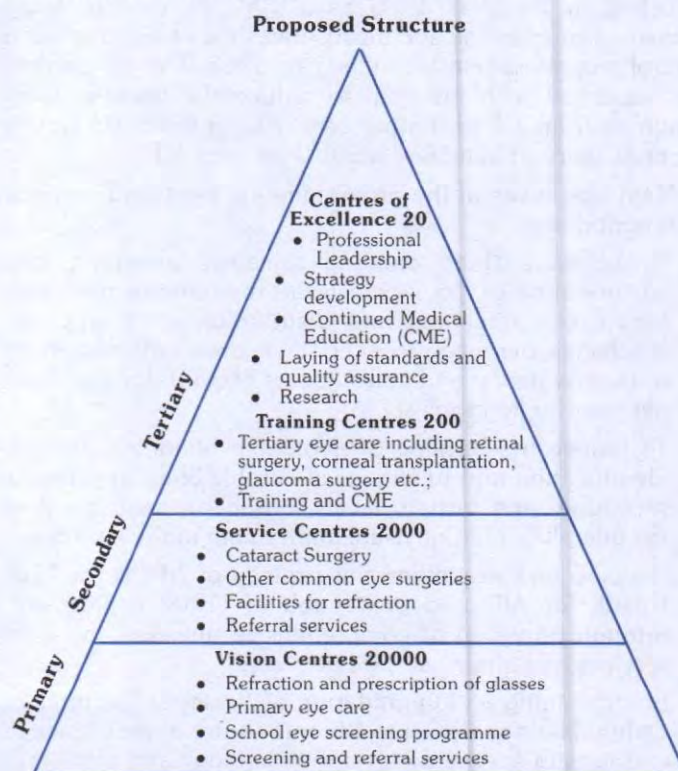 Proposed Structure
Centres of
Excellence 20
• Professional
Leadership
• Strategy
development
• Continued Medical
Education (CME)
• Laying of standards and
quality assurance
• Research
Tertiary
Training Centres 200
• Tertiary eye care including retinal
surgery, corneal transplantation,
glaucoma surgery etc.;
• Training and CME
Secondary
Service Centres 2000
• Cataract Surgery
• Other common eye surgeries
• Facilities for refraction
• Referral services
Primary
Vision Centres 20000
• Refrction and prescription of glasses
• Primary eye care
• School eye screening programme
• Screening and referral services